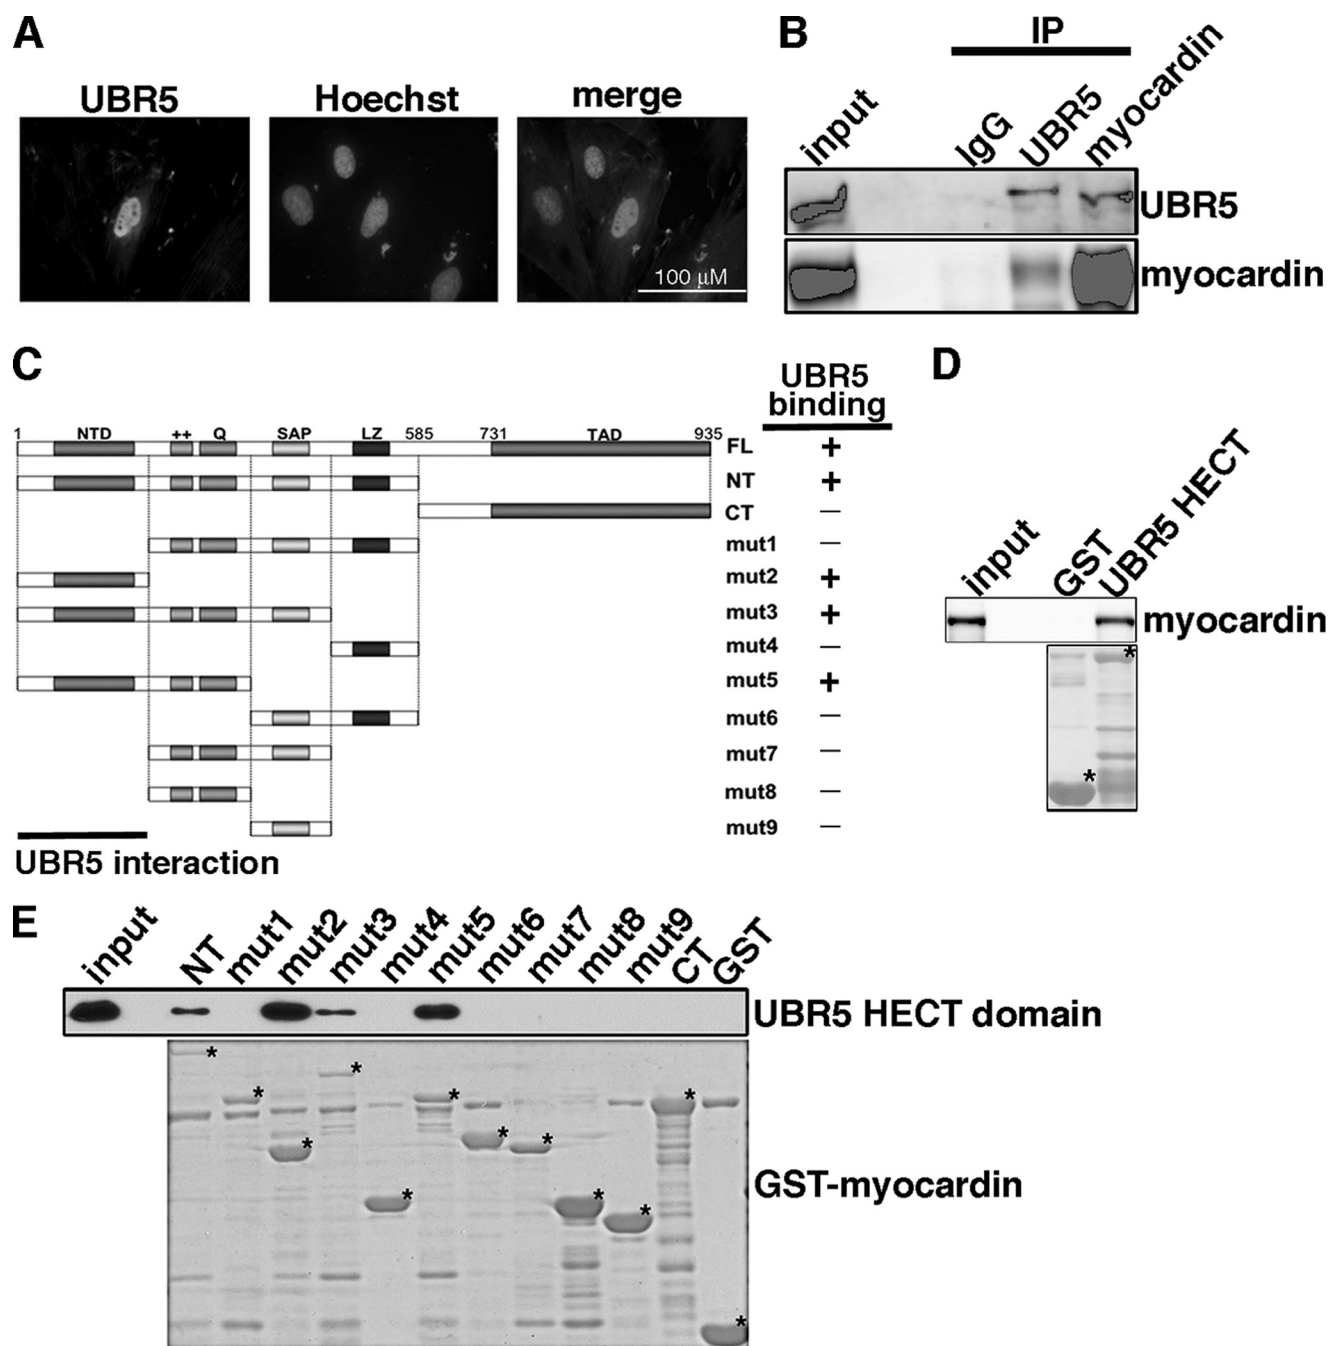 A
UBR5 Hoechst merge
100 µM
B
IP
input IgG UBR5 myocardin
UBR5
myocardin
C
UBR5
binding
1 NTD ++ Q SAP LZ 585 731 TAD 935
FL +
NT +
CT —
mut1 —
mut2 +
mut3 +
mut4 —
mut5 +
mut6 —
mut7 —
mut8 —
mut9 —
UBR5 interaction
D
input GST UBR5 HECT
myocardin
*
*
E
input NT mut1 mut2 mut3 mut4 mut5 mut6 mut7 mut8 mut9 CT GST
UBR5 HECT domain
* * * * * * * * * * * *
GST-myocardin